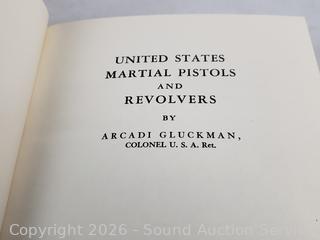 UNITED STATES
MARTIAL PISTOLS
AND
REVOLVERS
BY
ARCADI GLUCKMAN,
COLONEL U. S. A. Ret.
Copyright 2026 - Sound Auction Service